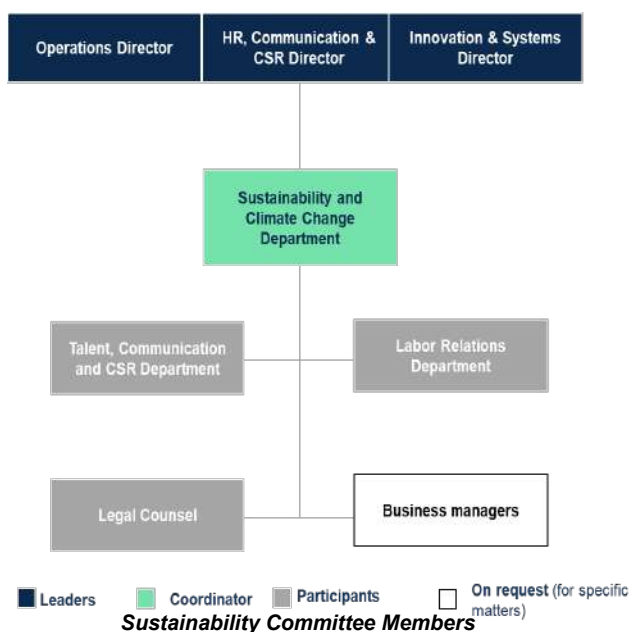 Operations Director
HR, Communication &
CSR Director
Innovation & Systems
Director
Sustainability and
Climate Change
Department
Talent, Communication
and CSR Department
Labor Relations
Department
Legal Counsel
Business managers
Leaders
Coordinator
Participants
On request (for specific
matters)
Sustainability Committee Members